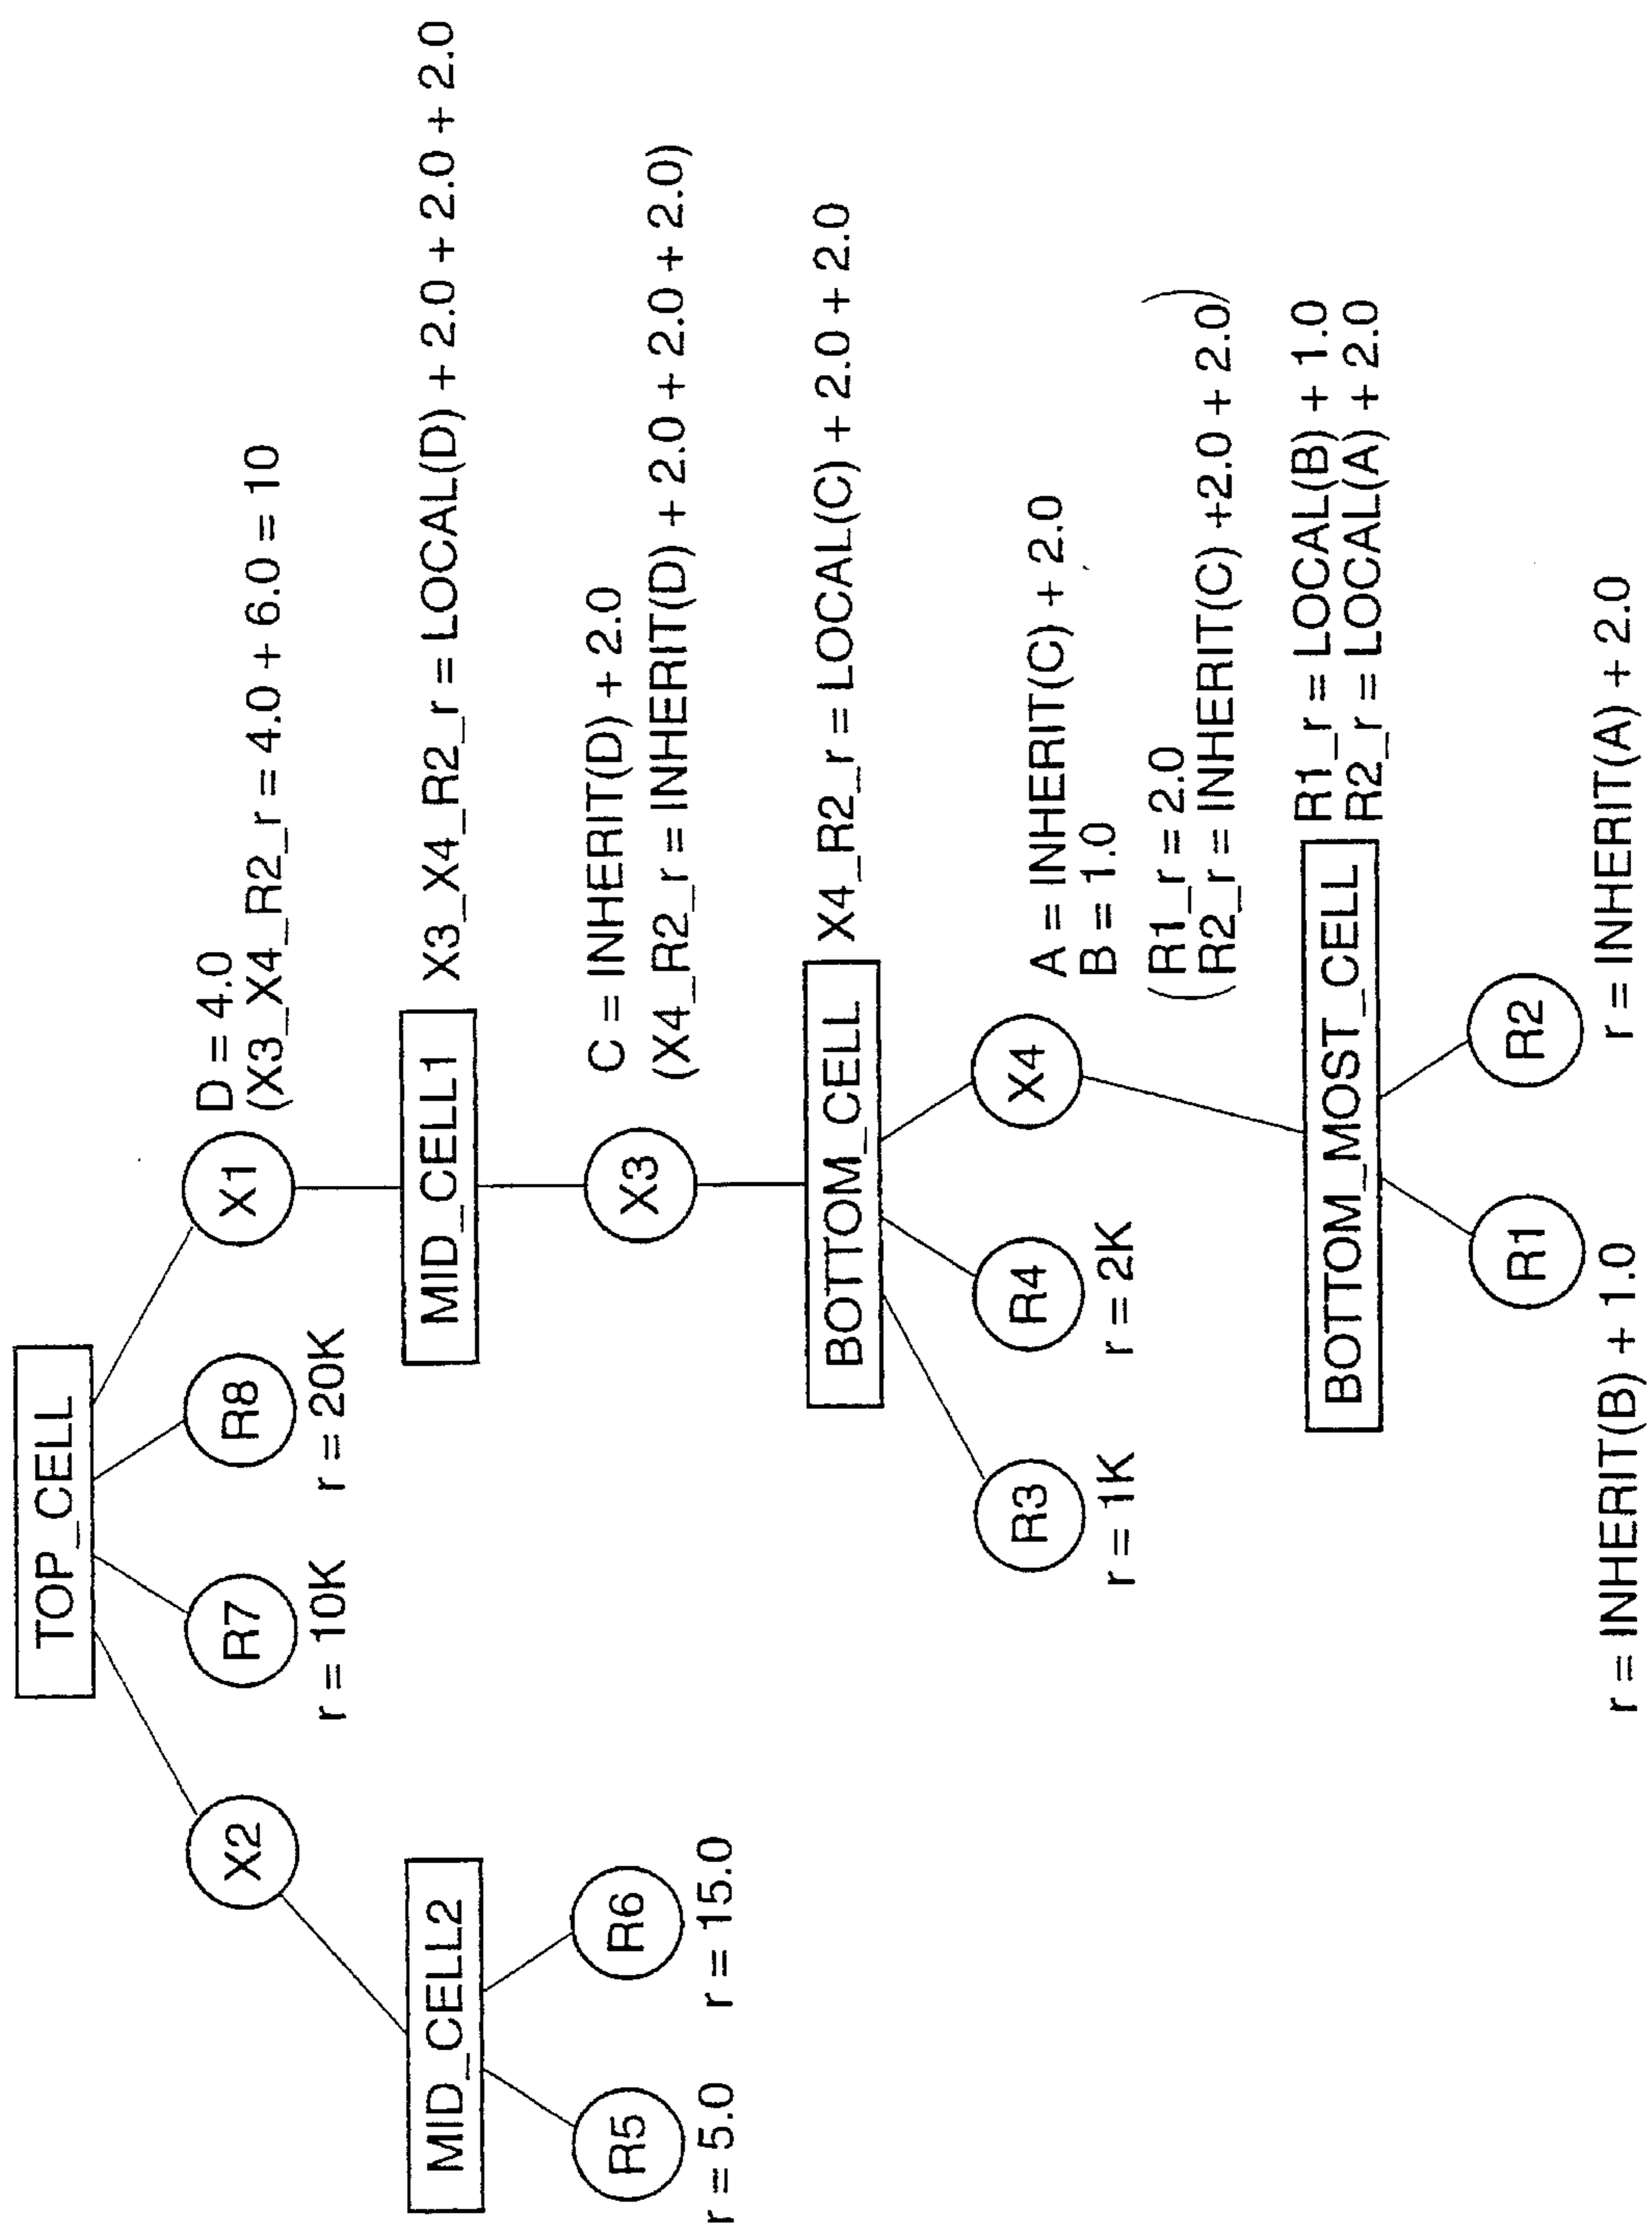 TOP_CELL
X2
R7
R8
X1
r = 10K
r = 20K
D = 4.0
(X3_X4_R2_r = 4.0 + 6.0 = 10
MID_CELL2
MID_CELL1
X3_X4_R2_r = LOCAL(D) + 2.0 + 2.0 + 2.0
R5
R6
r = 5.0
r = 15.0
X3
C = INHERIT(D) + 2.0
(X4_R2_r = INHERIT(D) + 2.0 + 2.0 + 2.0)
BOTTOM_CELL
X4_R2_r = LOCAL(C) + 2.0 + 2.0
R3
R4
X4
r = 1K
r = 2K
A = INHERIT(C) + 2.0
B = 1.0
(R1_r = 2.0
R2_r = INHERIT(C) +2.0 + 2.0)
BOTTOM_MOST_CELL
R1_r = LOCAL(B) + 1.0
R2_r = LOCAL(A) + 2.0
R1
R2
r = INHERIT(B) + 1.0
r = INHERIT(A) + 2.0